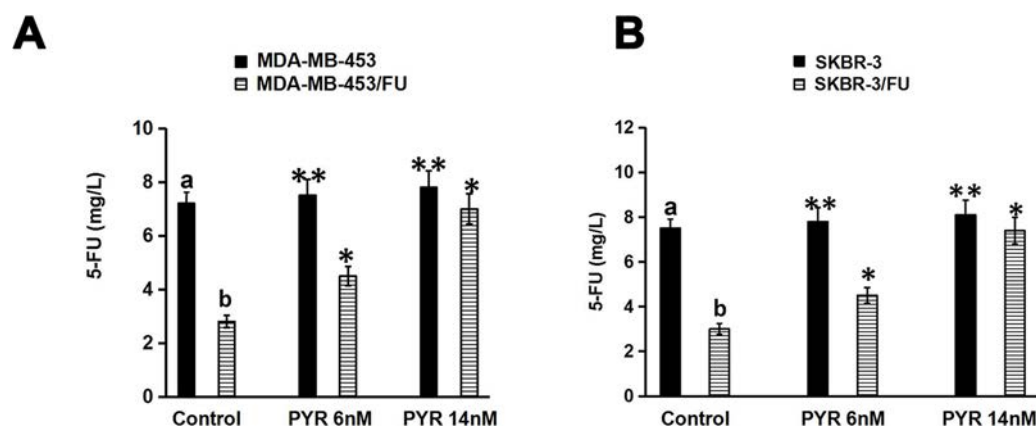 A
MDA-MB-453
MDA-MB-453/FU
5-FU (mg/L)
10
8
6
4
2
0
a
b
**
*
**
*
Control PYR 6nM PYR 14nM
B
SKBR-3
SKBR-3/FU
5-FU (mg/L)
12
10
8
6
4
2
0
a
b
**
*
**
*
Control PYR 6nM PYR 14nM